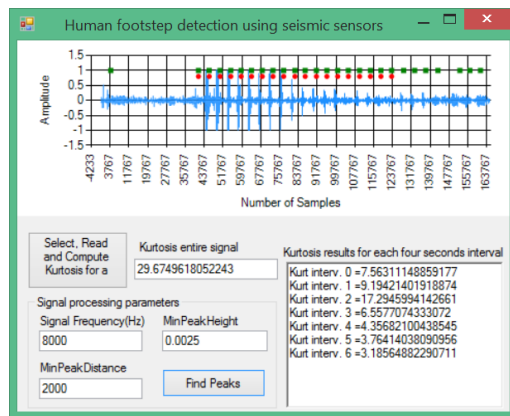 Human footstep detection using seismic sensors
1.5
1
0.5
0
-0.5
-1
-1.5
Amplitude
-4233
3767
11767
19767
27767
35767
43767
51767
59767
67767
75767
83767
91767
99767
107767
115767
123767
131767
139767
147767
155767
163767
Number of Samples
Select, Read
and Compute
Kurtosis for a
Kurtosis entire signal
29.6749618052243
Signal processing parameters
Signal Frequency(Hz)
MinPeakHeight
8000
0.0025
MinPeakDistance
2000
Find Peaks
Kurtosis results for each four seconds interval
Kurt interv. 0 =7.56311148859177
Kurt interv. 1 =9.19421401918874
Kurt interv. 2 =17.2945994142661
Kurt interv. 3 =6.5577074333072
Kurt interv. 4 =4.35682100438545
Kurt interv. 5 =3.76414038090956
Kurt interv. 6 =3.18564882290711